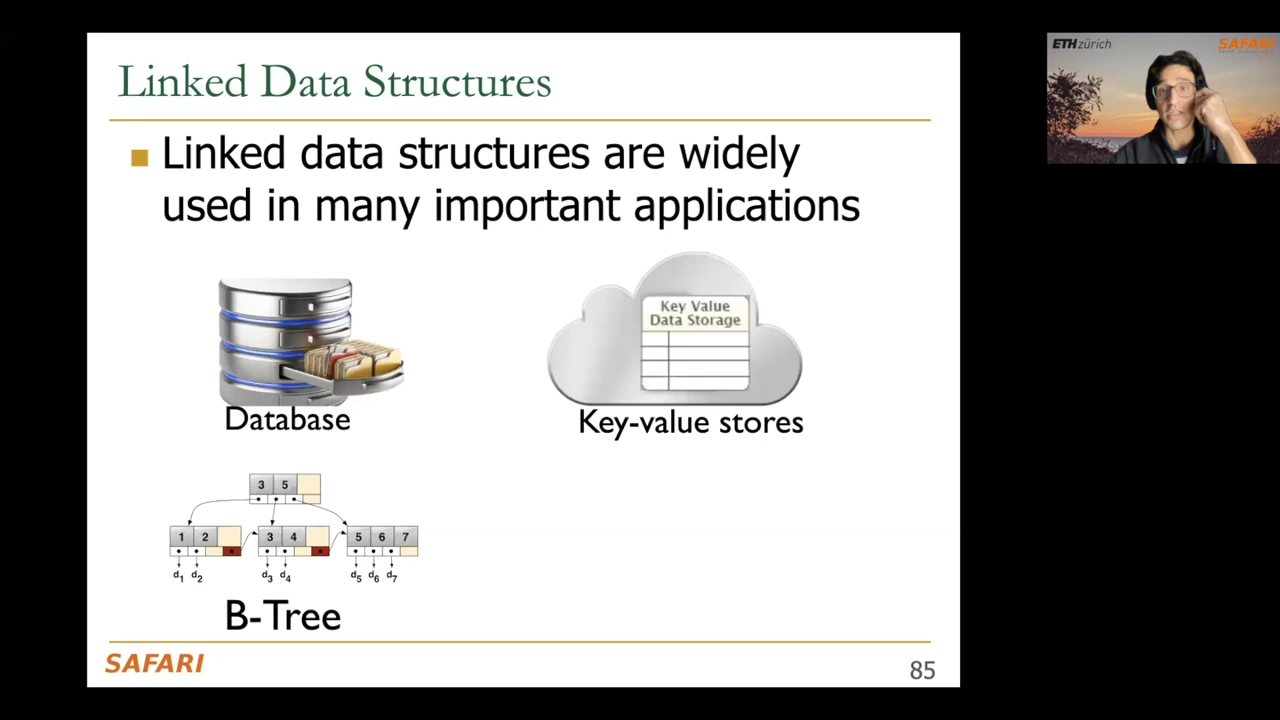 Linked Data Structures
Linked data structures are widely
used in many important applications
Key Value
Data Storage
Database
Key-value stores
3 5
1 2 3 4 5 6 7
d1 d2 d3 d4 d5 d6 d7
B-Tree
SAFARI
85
ETH zürich
SAFARI